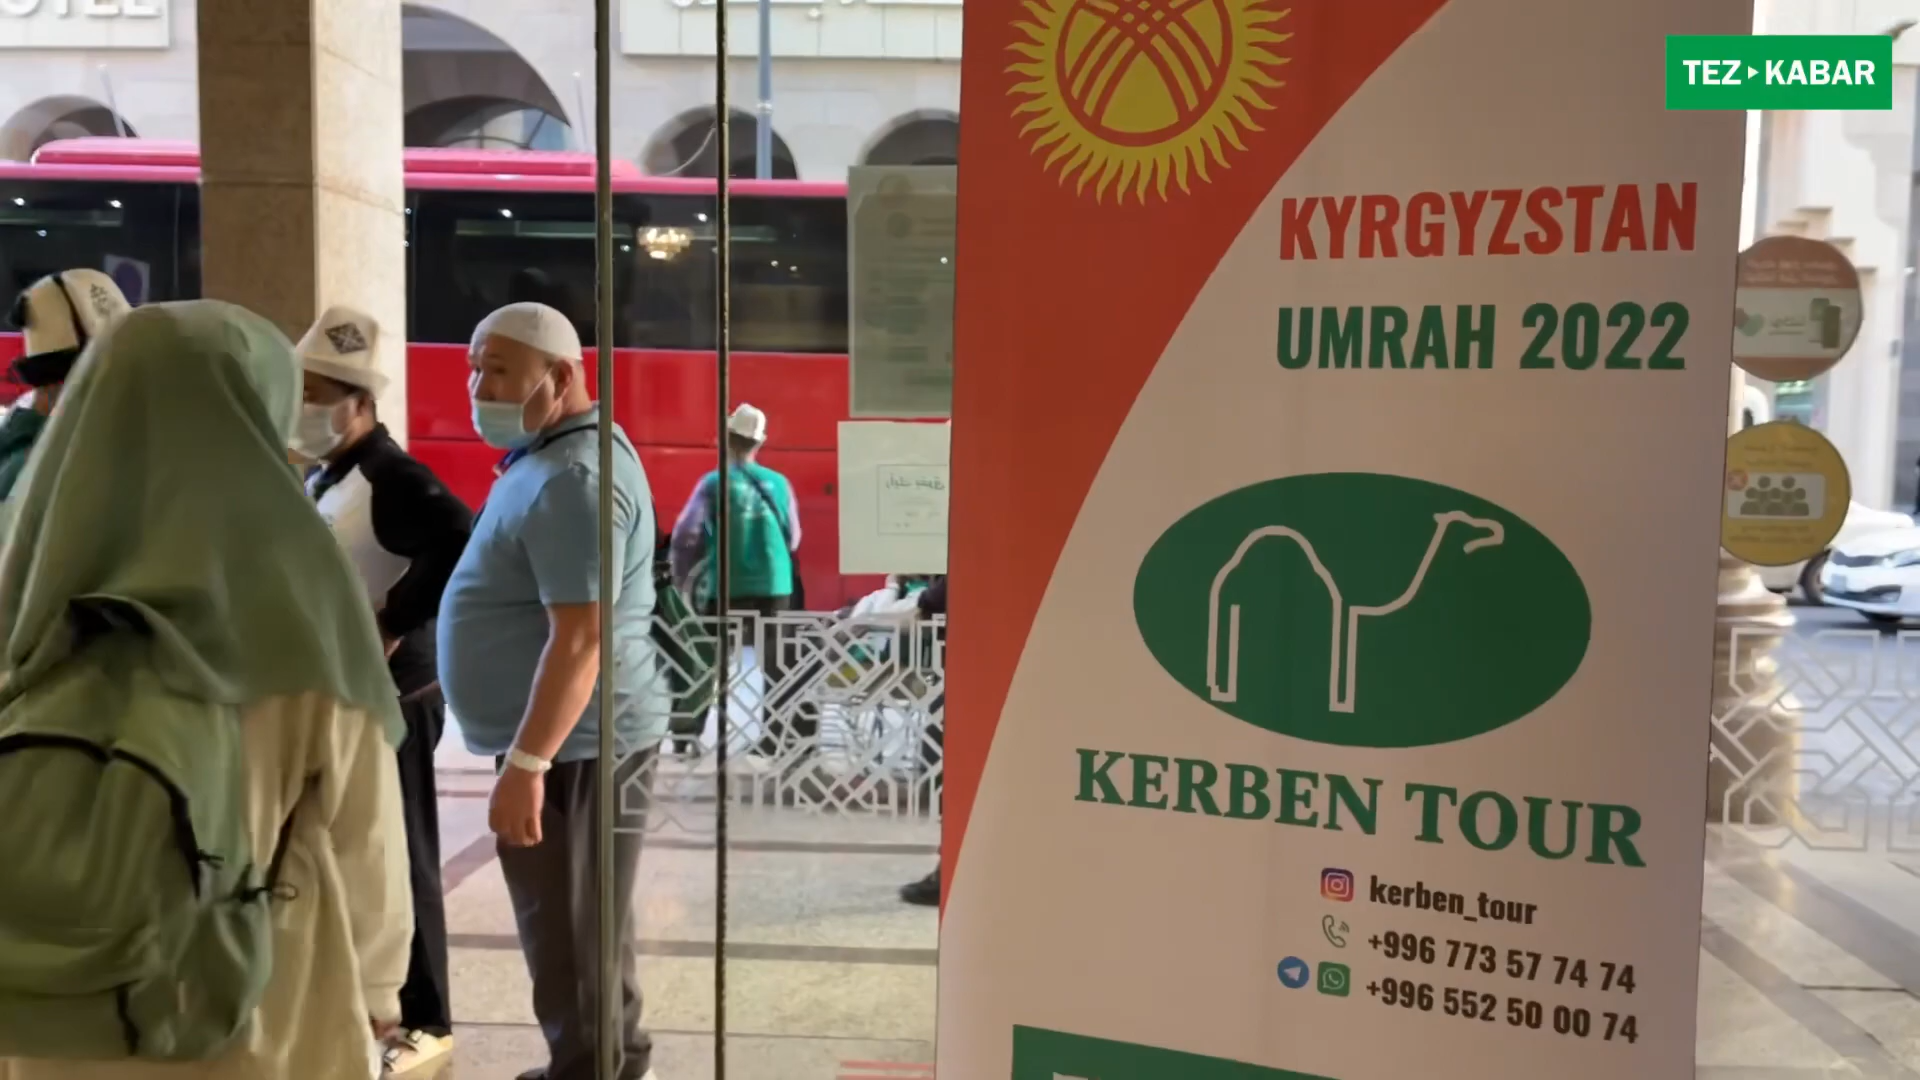 TEZ KABAR
KYRGYZSTAN
UMRAH 2022
KERBEN TOUR
kerben_tour
+996 773 57 74 74
+996 552 50 00 74